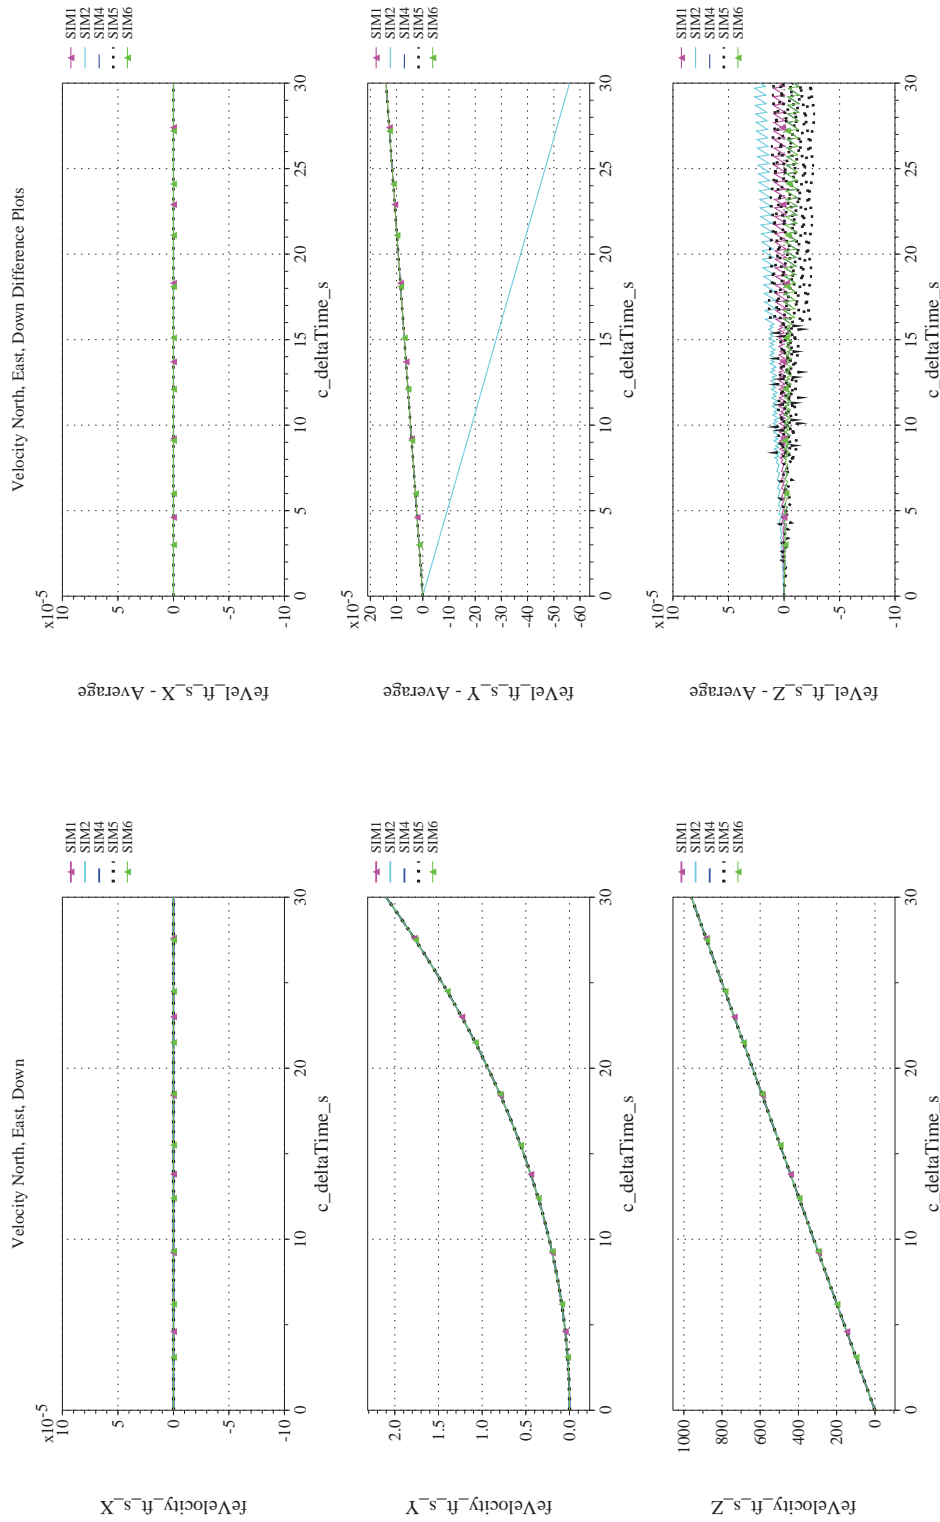 Velocity North, East, Down
x10^-5
10
5
0
-5
-10
feVelocity_ft_s_X
0
10
20
30
c_deltaTime_s
SIM1
SIM2
SIM4
SIM5
SIM6
2.0
1.5
1.0
0.5
0.0
feVelocity_ft_s_Y
0
10
20
30
c_deltaTime_s
SIM1
SIM2
SIM4
SIM5
SIM6
1000
800
600
400
200
0
feVelocity_ft_s_Z
0
10
20
30
c_deltaTime_s
SIM1
SIM2
SIM4
SIM5
SIM6
Velocity North, East, Down Difference Plots
x10^-5
10
5
0
-5
-10
feVel_ft_s_X - Average
0
5
10
15
20
25
30
c_deltaTime_s
SIM1
SIM2
SIM4
SIM5
SIM6
x10^-5
20
10
0
-10
-20
-30
-40
-50
-60
feVel_ft_s_Y - Average
0
5
10
15
20
25
30
c_deltaTime_s
SIM1
SIM2
SIM4
SIM5
SIM6
x10^-5
10
5
0
-5
-10
feVel_ft_s_Z - Average
0
5
10
15
20
25
30
c_deltaTime_s
SIM1
SIM2
SIM4
SIM5
SIM6